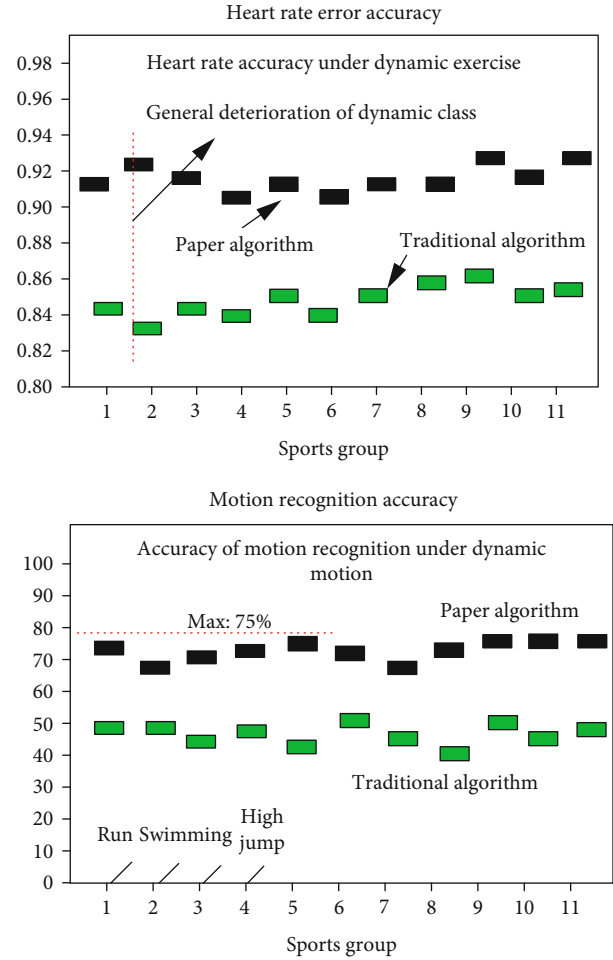 Heart rate error accuracy
0.98
0.96
0.94
0.92
0.90
0.88
0.86
0.84
0.82
0.80
Heart rate accuracy under dynamic exercise
General deterioration of dynamic class
Paper algorithm
Traditional algorithm
1 2 3 4 5 6 7 8 9 10 11
Sports group
Motion recognition accuracy
100
90
80
70
60
50
40
30
20
10
0
Accuracy of motion recognition under dynamic
motion
Max: 75%
Paper algorithm
Traditional algorithm
Run Swimming
High
jump
1 2 3 4 5 6 7 8 9 10 11
Sports group